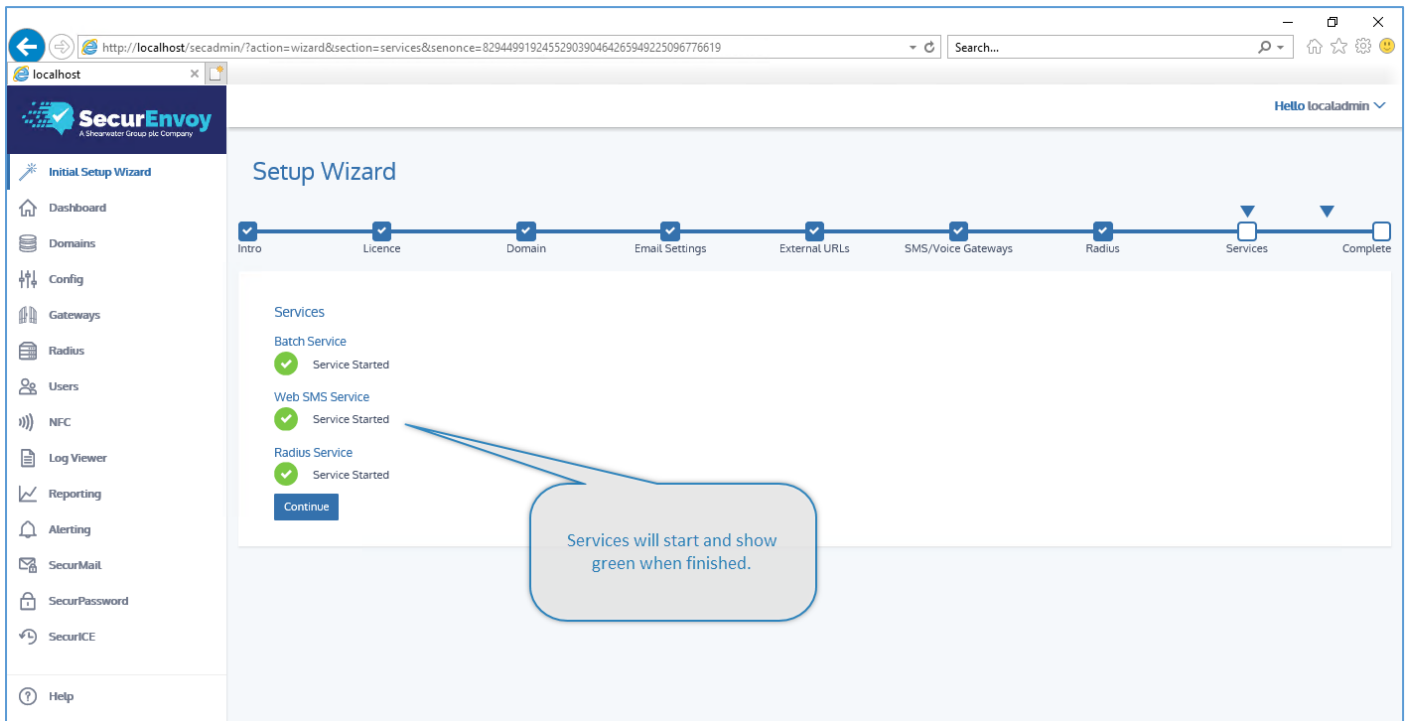 http://localhost/secadmin/?action=wizard&section=services&senonce=82944991924552903904642659492250967​76619
Search...
localhost
SecurEnvoy
A Shearwater Group plc Company
Hello localadmin
Initial Setup Wizard
Dashboard
Domains
Config
Gateways
Radius
Users
NFC
Log Viewer
Reporting
Alerting
SecurMail
SecurPassword
SecurICE
Help
Setup Wizard
Intro
Licence
Domain
Email Settings
External URLs
SMS/Voice Gateways
Radius
Services
Complete
Services
Batch Service
Service Started
Web SMS Service
Service Started
Radius Service
Service Started
Continue
Services will start and show
green when finished.